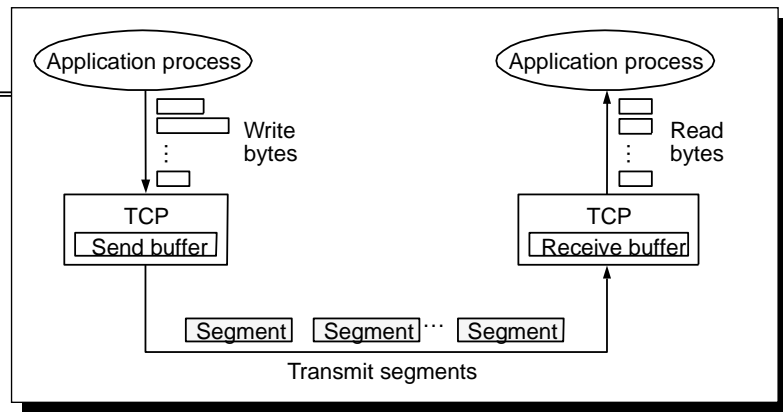 Application process
Application process
Write
bytes
⋮
Read
bytes
⋮
TCP
Send buffer
TCP
Receive buffer
Segment
Segment
…
Segment
Transmit segments